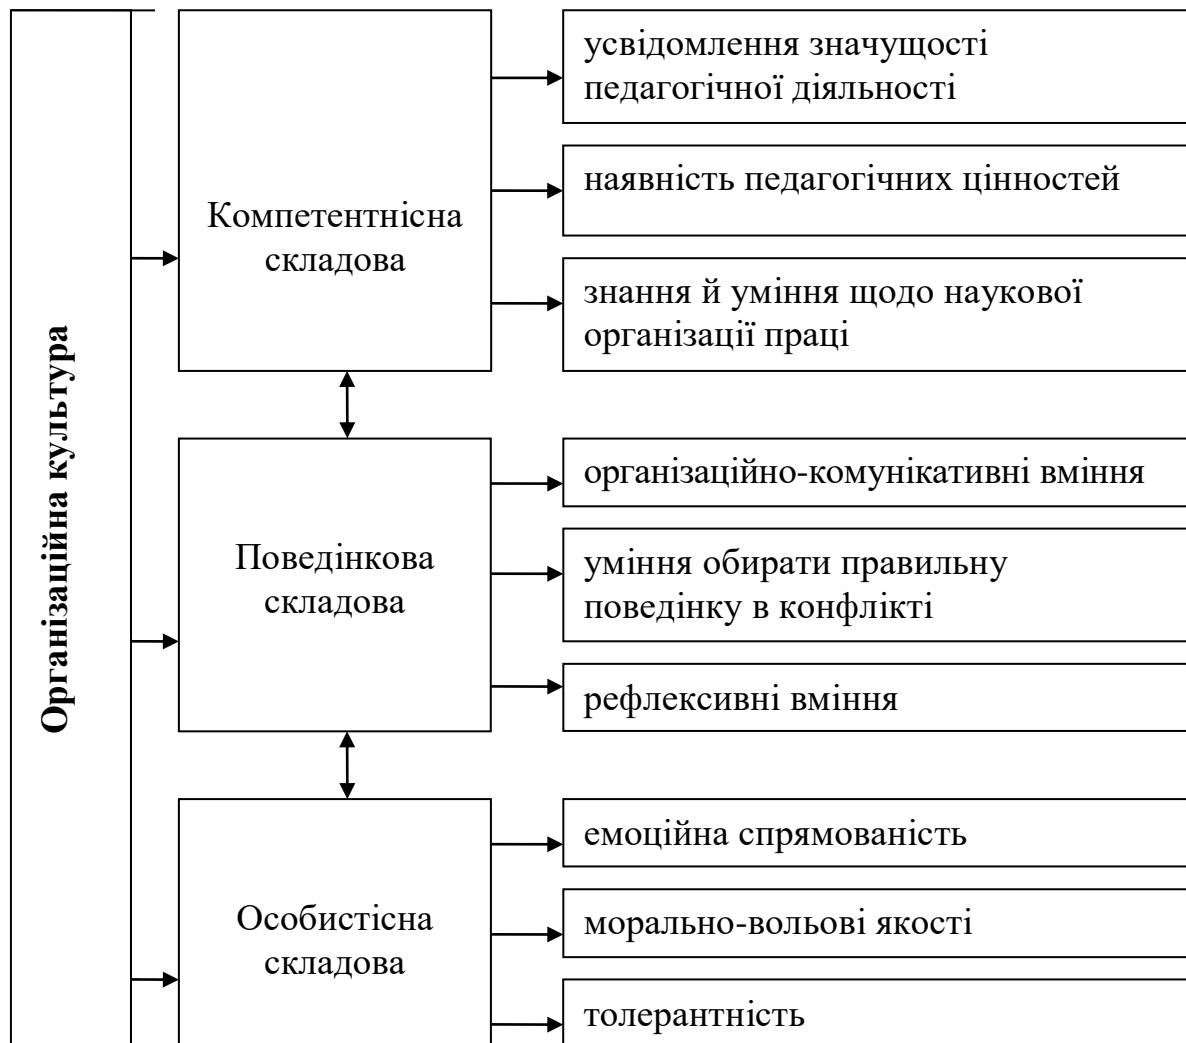 Організаційна культура
Компетентнісна
складова
усвідомлення значущості
педагогічної діяльності
наявність педагогічних цінностей
знання й уміння щодо наукової
організації праці
Поведінкова
складова
організаційно-комунікативні вміння
уміння обирати правильну
поведінку в конфлікті
рефлексивні вміння
Особистісна
складова
емоційна спрямованість
морально-вольові якості
толерантність